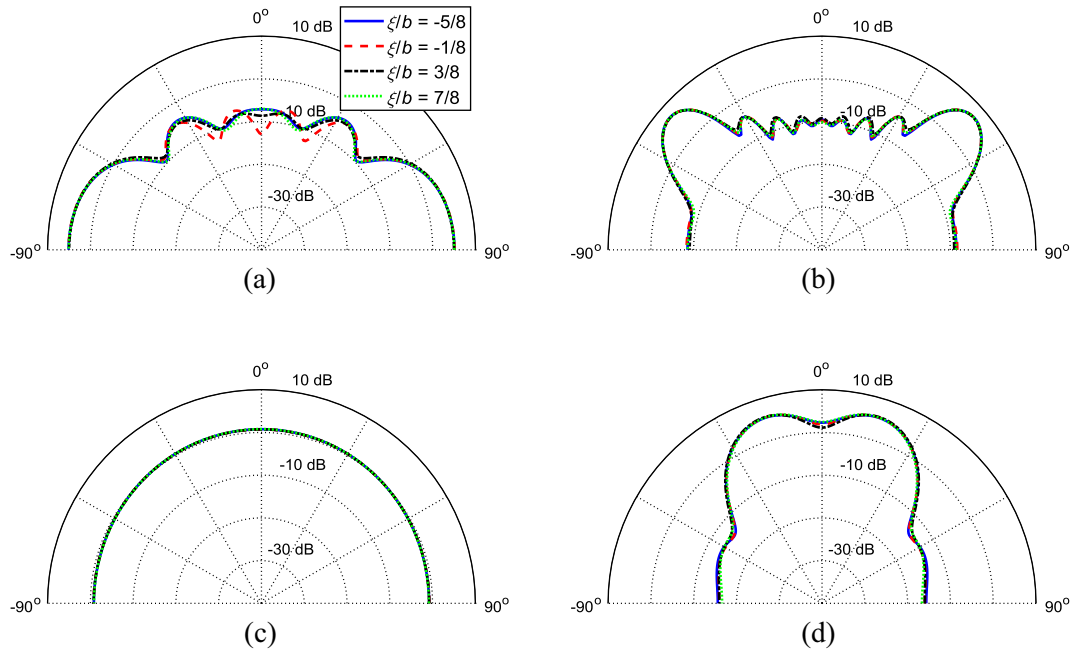 0°
10 dB
ξ/b = -5/8
ξ/b = -1/8
ξ/b = 3/8
ξ/b = 7/8
-10 dB
-30 dB
-90°
90°
(a)
0°
10 dB
-10 dB
-30 dB
-90°
90°
(b)
0°
10 dB
-10 dB
-30 dB
-90°
90°
(c)
0°
10 dB
-10 dB
-30 dB
-90°
90°
(d)